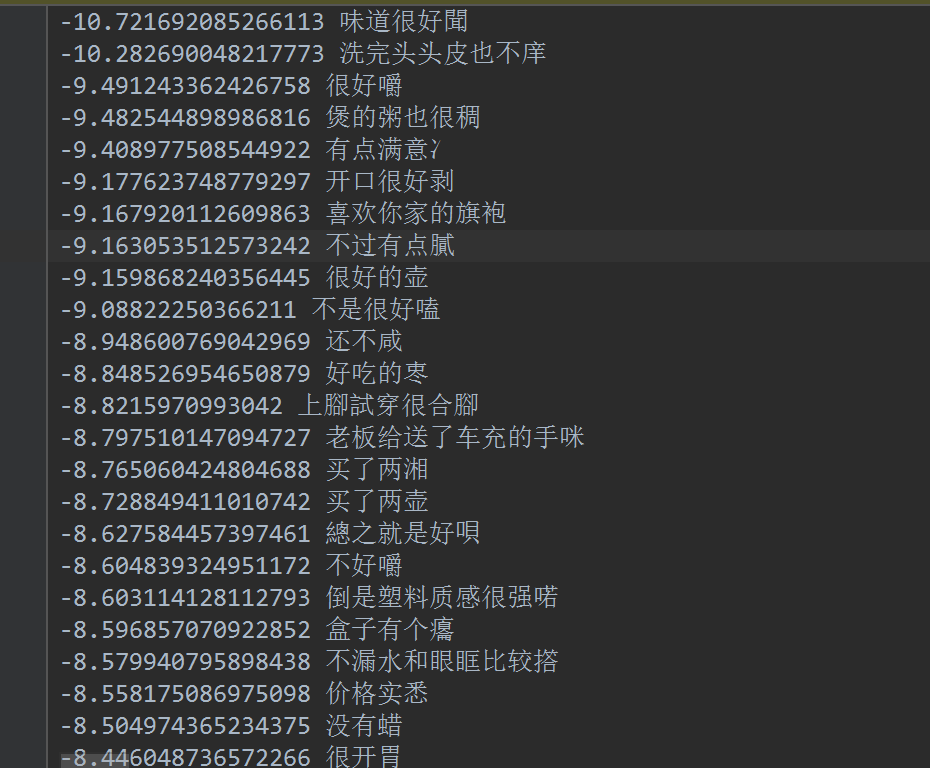 -10.721692085266113 味道很好聞
-10.282690048217773 洗完头头皮也不庠
-9.491243362426758 很好嚼
-9.482544898986816 煲的粥也很稠
-9.408977508544922 有点满意冫
-9.177623748779297 开口很好剥
-9.167920112609863 喜欢你家的旗袍
-9.163053512573242 不过有点膩
-9.159868240356445 很好的壶
-9.08822250366211 不是很好嗑
-8.948600769042969 还不咸
-8.848526954650879 好吃的枣
-8.8215970993042 上腳試穿很合腳
-8.797510147094727 老板给送了车充的手咪
-8.765060424804688 买了两湘
-8.728849411010742 买了两壶
-8.627584457397461 總之就是好唄
-8.604839324951172 不好嚼
-8.603114128112793 倒是塑料质感很强喏
-8.596857070922852 盒子有个癟
-8.579940795898438 不漏水和眼眶比较搭
-8.558175086975098 价格实悉
-8.504974365234375 没有蜡
-8.446048736572266 很开胃